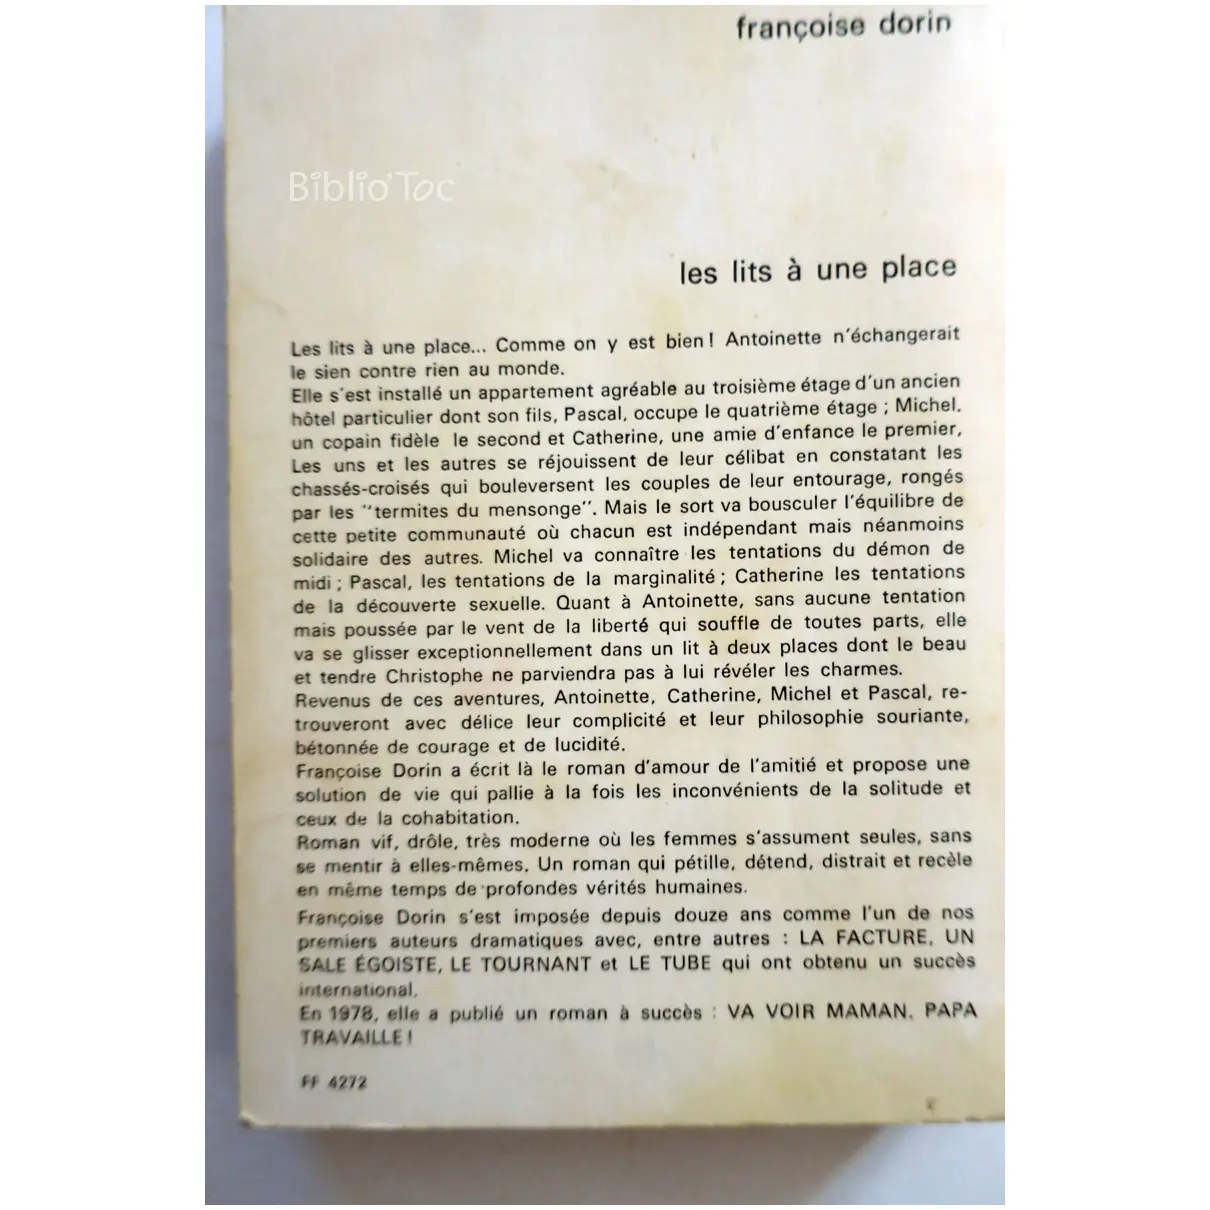 françoise dorin
Biblio'Toc
les lits à une place
Les lits à une place... Comme on y est bien ! Antoinette n'échangerait
le sien contre rien au monde.
Elle s'est installé un appartement agréable au troisième étage d'un ancien
hôtel particulier dont son fils, Pascal, occupe le quatrième étage ; Michel,
un copain fidèle le second et Catherine, une amie d'enfance le premier,
Les uns et les autres se réjouissent de leur célibat en constatant les
chassés-croisés qui bouleversent les couples de leur entourage, rongés
par les "termites du mensonge". Mais le sort va bousculer l'équilibre de
cette petite communauté où chacun est indépendant mais néanmoins
solidaire des autres. Michel va connaître les tentations du démon de
midi ; Pascal, les tentations de la marginalité ; Catherine les tentations
de la découverte sexuelle. Quant à Antoinette, sans aucune tentation
mais poussée par le vent de la liberté qui souffle de toutes parts, elle
va se glisser exceptionnellement dans un lit à deux places dont le beau
et tendre Christophe ne parviendra pas à lui révéler les charmes.
Revenus de ces aventures, Antoinette, Catherine, Michel et Pascal, re-
trouveront avec délice leur complicité et leur philosophie souriante,
bétonnée de courage et de lucidité.
Françoise Dorin a écrit là le roman d'amour de l'amitié et propose une
solution de vie qui pallie à la fois les inconvénients de la solitude et
ceux de la cohabitation.
Roman vif, drôle, très moderne où les femmes s'assument seules, sans
se mentir à elles-mêmes. Un roman qui pétille, détend, distrait et recèle
en même temps de profondes vérités humaines.
Françoise Dorin s'est imposée depuis douze ans comme l'un de nos
premiers auteurs dramatiques avec, entre autres : LA FACTURE, UN
SALE ÉGOISTE, LE TOURNANT et LE TUBE qui ont obtenu un succès
international.
En 1978, elle a publié un roman à succès : VA VOIR MAMAN, PAPA
TRAVAILLE !
FF 4272